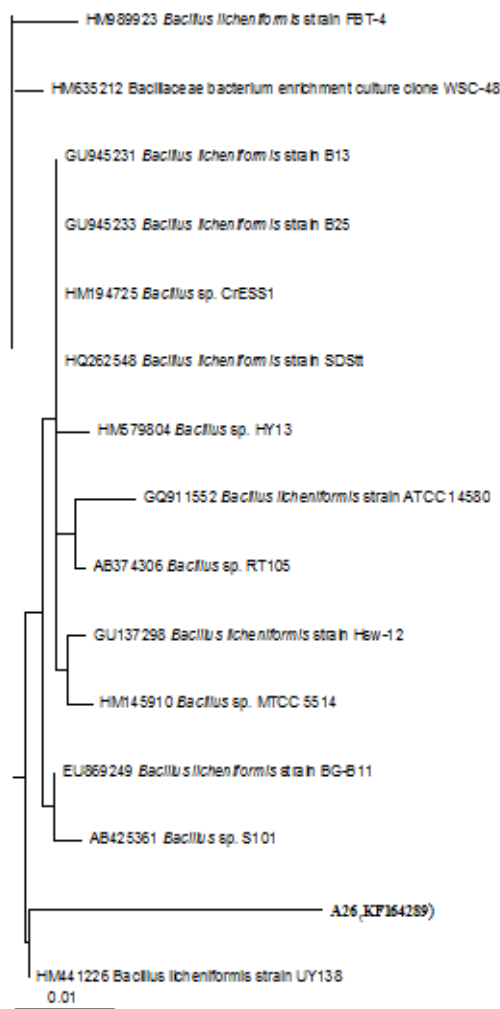 HM989923 Bacillus licheniformis strain FBT-4
HM635212 Bacillaceae bacterium enrichment culture clone WSC-48
GU945231 Bacillus licheniformis strain B13
GU945233 Bacillus licheniformis strain B25
HM194725 Bacillus sp. CrESS1
HQ262548 Bacillus licheniformis strain SDStt
HM579804 Bacillus sp. HY13
GQ911552 Bacillus licheniformis strain ATCC 14580
AB374306 Bacillus sp. RT105
GU137298 Bacillus licheniformis strain Hsw-12
HM145910 Bacillus sp. MTCC 5514
EU869249 Bacillus licheniformis strain BG-B11
AB425361 Bacillus sp. S101
A26(KF164289)
HM441226 Bacillus licheniformis strain UY138
0.01